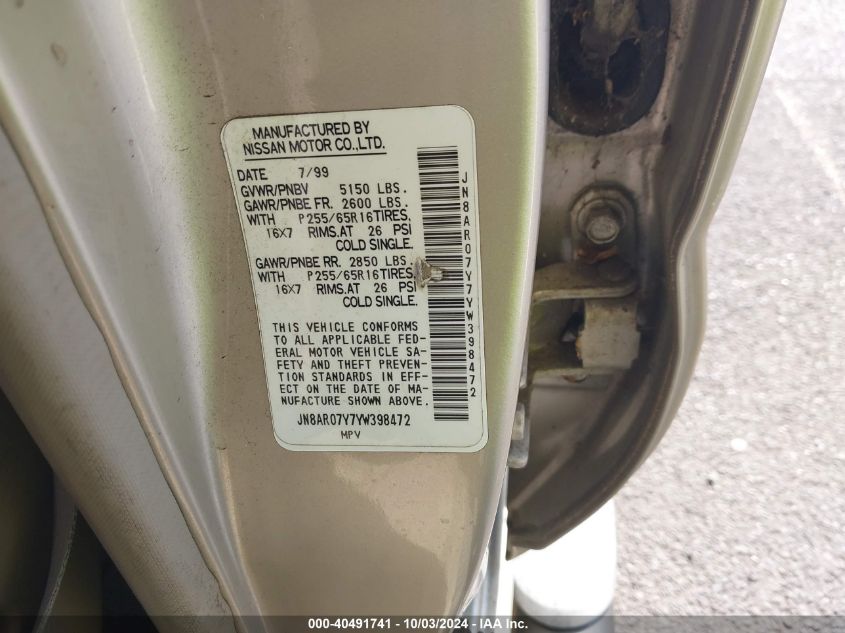 MANUFACTURED BY
NISSAN MOTOR CO.,LTD.
DATE 7/99
GVWR/PNBV 5150 LBS.
GAWR/PNBE FR. 2600 LBS.
WITH P255/65R16TIRES.
16X7 RIMS.AT 26 PSI
COLD SINGLE.
GAWR/PNBE RR. 2850 LBS.
WITH P255/65R16TIRES.
16X7 RIMS.AT 26 PSI
COLD SINGLE.
THIS VEHICLE CONFORMS
TO ALL APPLICABLE FED-
ERAL MOTOR VEHICLE SA-
FETY AND THEFT PREVEN-
TION STANDARDS IN EFF-
ECT ON THE DATE OF MA-
NUFACTURE SHOWN ABOVE.
JN8AR07Y7YW398472
MPV
JN8AR07Y7YW398472
000-40491741 - 10/03/2024 - IAA Inc.